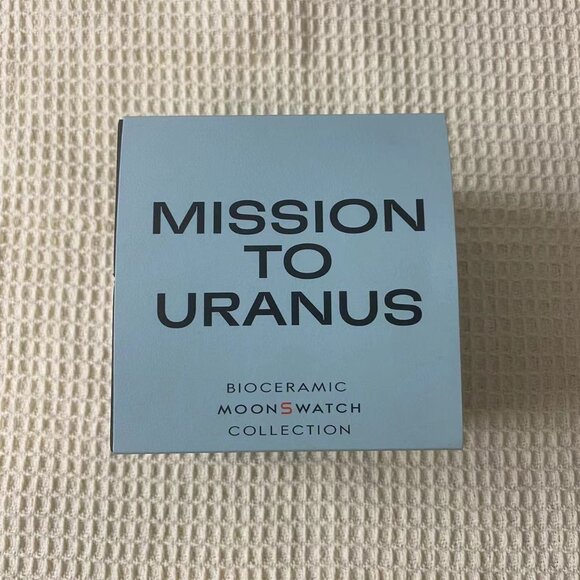 MISSION
TO
URANUS
BIOCERAMIC
MOONSWATCH
COLLECTION